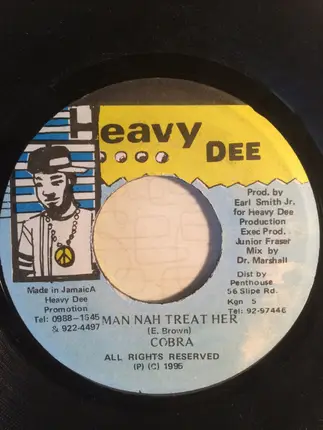 Heavy
DEE
Prod. by
Earl Smith Jr.
for Heavy Dee
Production
Exec Prod.
Junior Fraser
Mix by
Dr. Marshall
Dist by
Penthouse
56 Slipe Rd.
Kgn 5
Tel: 92-97446
Made in JamaicA
Heavy Dee
Promotion
Tel: 0988-1545
& 922-4497
MAN NAH TREAT HER
(E. Brown)
COBRA
ALL RIGHTS RESERVED
(P) (C) 1995